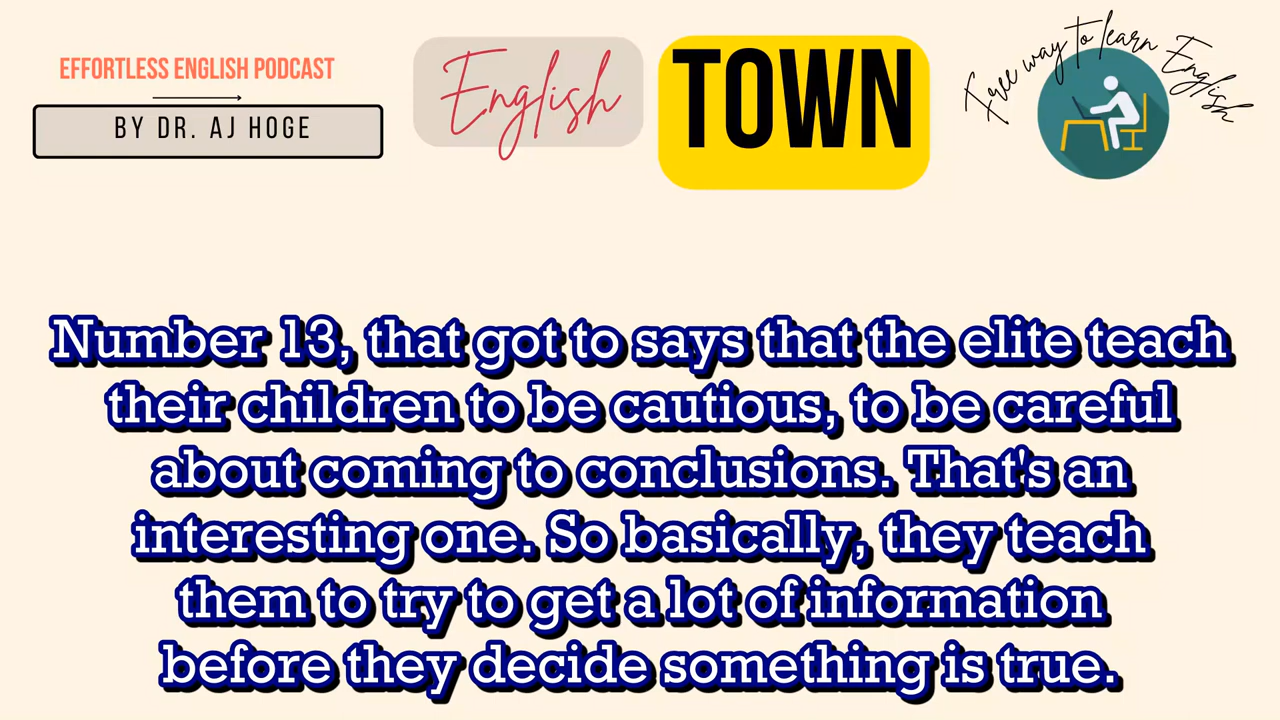 EFFORTLESS ENGLISH PODCAST
BY DR. AJ HOGE
English
TOWN
Free way to learn English
Number 13, that got to says that the elite teach
their children to be cautious, to be careful
about coming to conclusions. That's an
interesting one. So basically, they teach
them to try to get a lot of information
before they decide something is true.